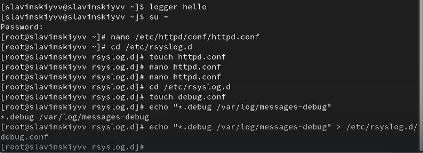 [slavinskiyvv@slavinskiyvv ~]$ logger hello
[slavinskiyvv@slavinskiyvv ~]$ su -
Password:
[root@slavinskiyvv ~]# nano /etc/httpd/conf/httpd.conf
[root@slavinskiyvv ~]# cd /etc/rsyslog.d
[root@slavinskiyvv rsyslog.d]# touch httpd.conf
[root@slavinskiyvv rsyslog.d]# nano httpd.conf
[root@slavinskiyvv rsyslog.d]# nano httpd.conf
[root@slavinskiyvv rsyslog.d]# cd /etc/rsyslog.d
[root@slavinskiyvv rsyslog.d]# touch debug.conf
[root@slavinskiyvv rsyslog.d]# echo "*.debug /var/log/messages-debug"
*.debug /var/log/messages-debug
[root@slavinskiyvv rsyslog.d]# echo "*.debug /var/log/messages-debug" > /etc/rsyslog.d/
debug.conf
[root@slavinskiyvv rsyslog.d]#